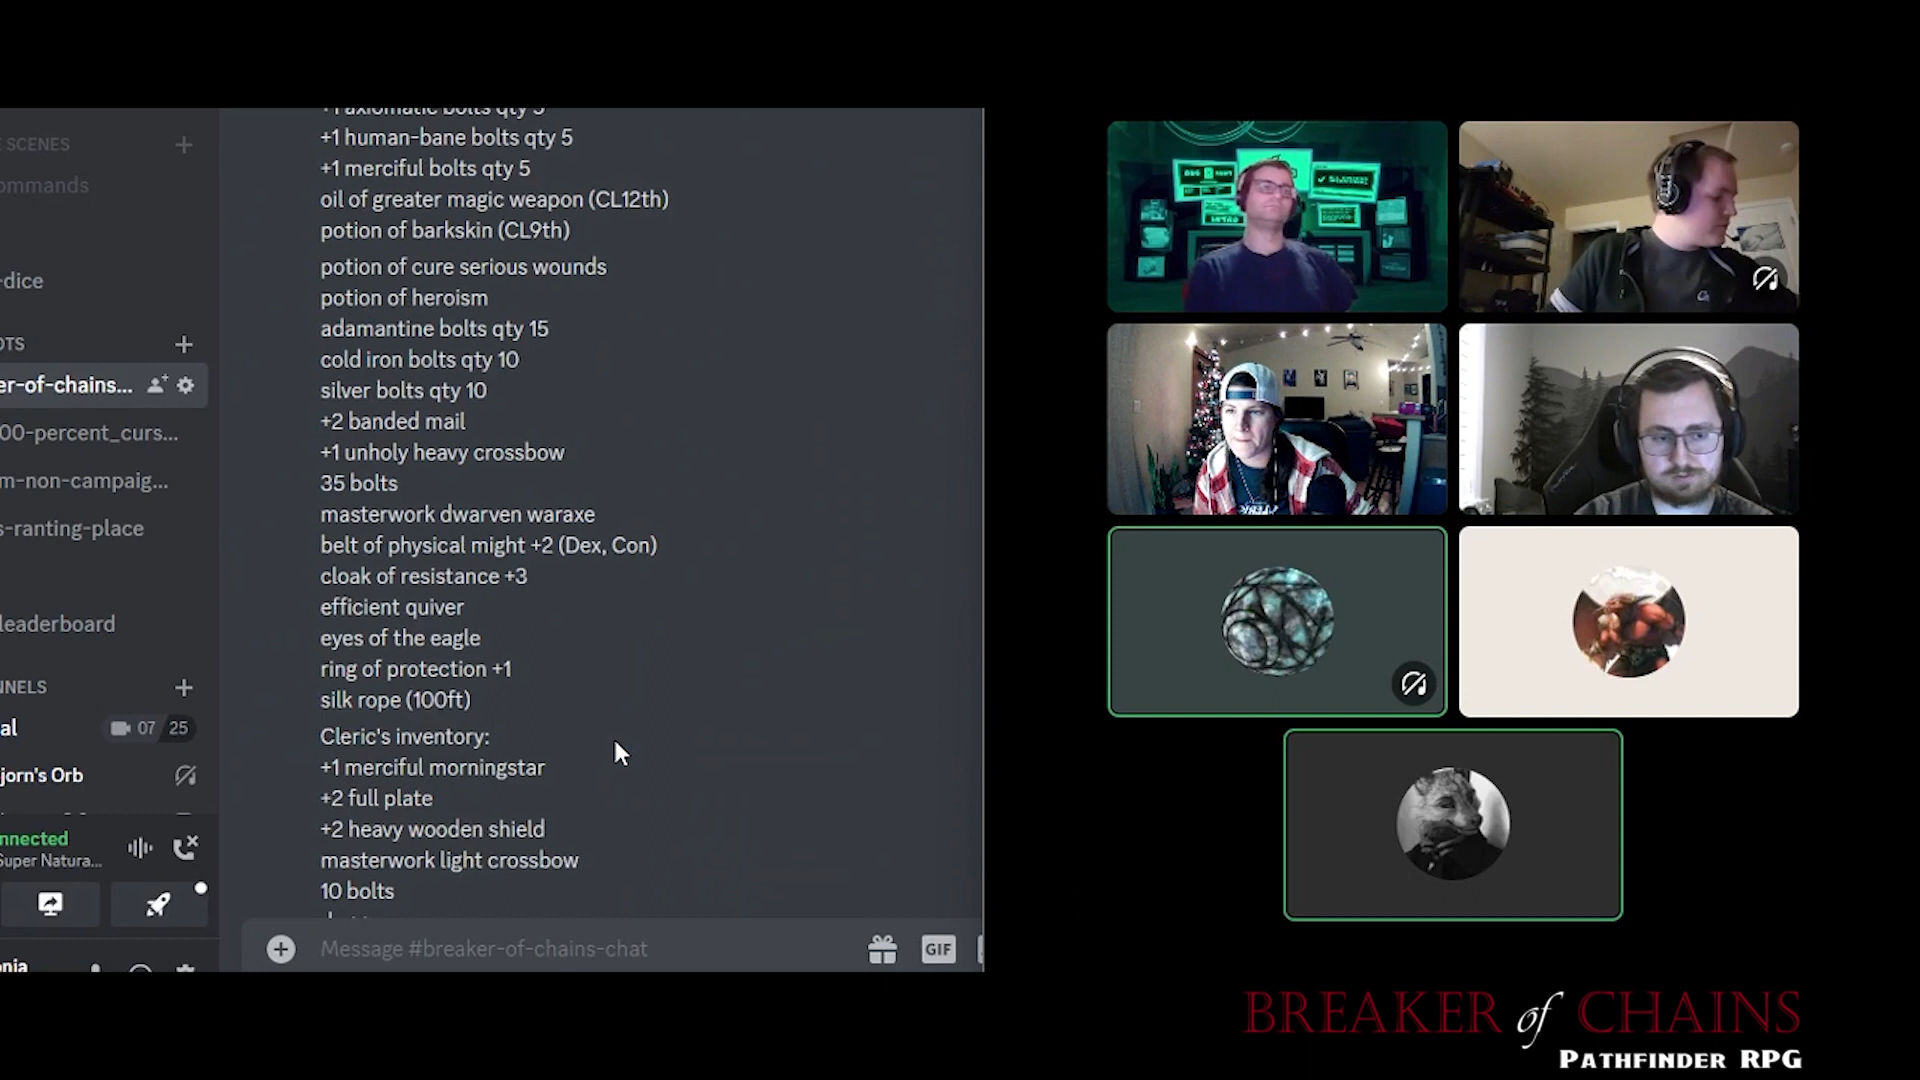 SCENES
ommands
-dice
OTS
er-of-chains...
00-percent_curs...
m-non-campaig...
s-ranting-place
leaderboard
NNELS
al
07 25
jorn's Orb
nnected
Super Natura...
+1 axiomatic bolts qty 5
+1 human-bane bolts qty 5
+1 merciful bolts qty 5
oil of greater magic weapon (CL12th)
potion of barkskin (CL9th)
potion of cure serious wounds
potion of heroism
adamantine bolts qty 15
cold iron bolts qty 10
silver bolts qty 10
+2 banded mail
+1 unholy heavy crossbow
35 bolts
masterwork dwarven waraxe
belt of physical might +2 (Dex, Con)
cloak of resistance +3
efficient quiver
eyes of the eagle
ring of protection +1
silk rope (100ft)
Cleric's inventory:
+1 merciful morningstar
+2 full plate
+2 heavy wooden shield
masterwork light crossbow
10 bolts
Message #breaker-of-chains-chat
GIF
BREAKER of CHAINS
PATHFINDER RPG